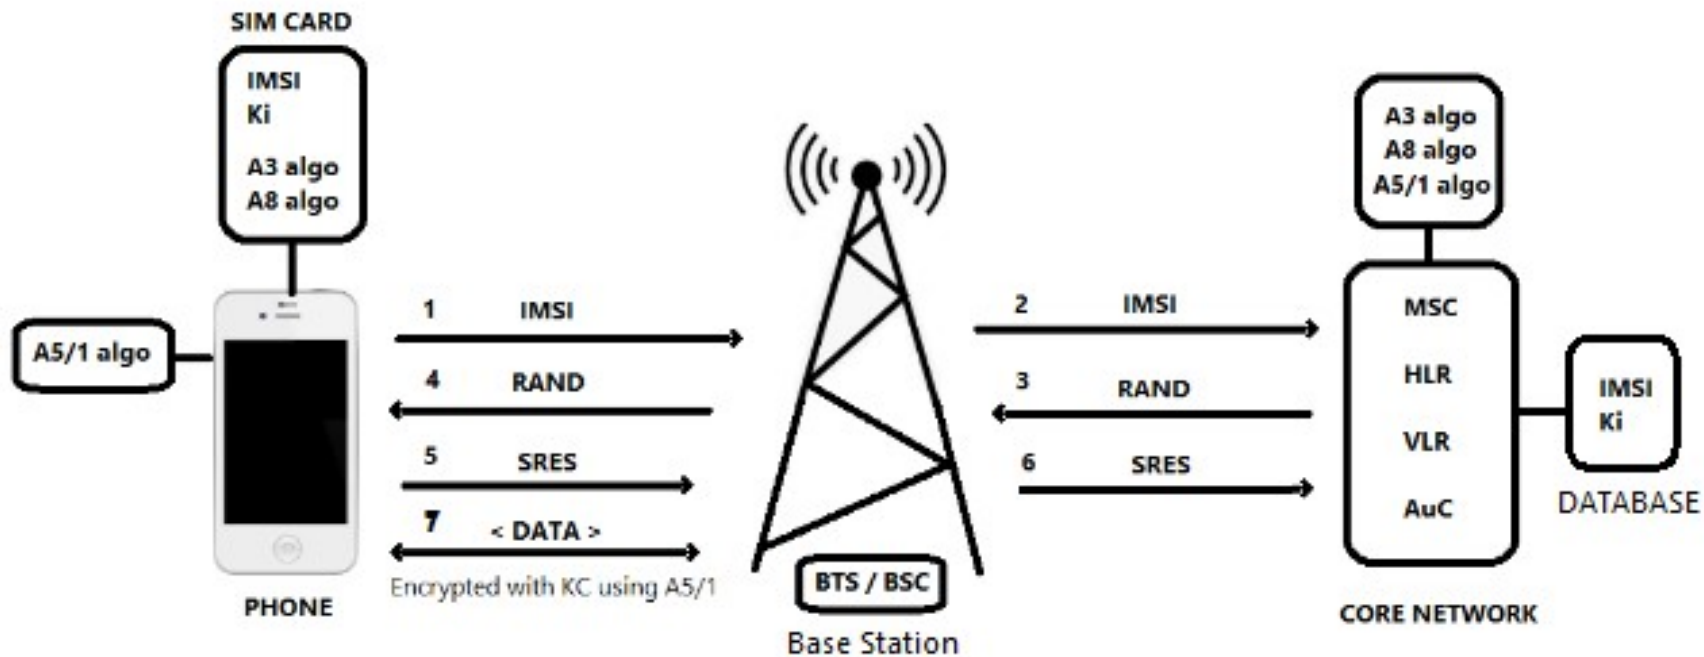 SIM CARD
IMSI
Ki
A3 algo
A8 algo
A5/1 algo
PHONE
1 IMSI
4 RAND
5 SRES
7 < DATA >
Encrypted with KC using A5/1
BTS / BSC
Base Station
2 IMSI
3 RAND
6 SRES
A3 algo
A8 algo
A5/1 algo
MSC
HLR
VLR
AuC
CORE NETWORK
IMSI
Ki
DATABASE